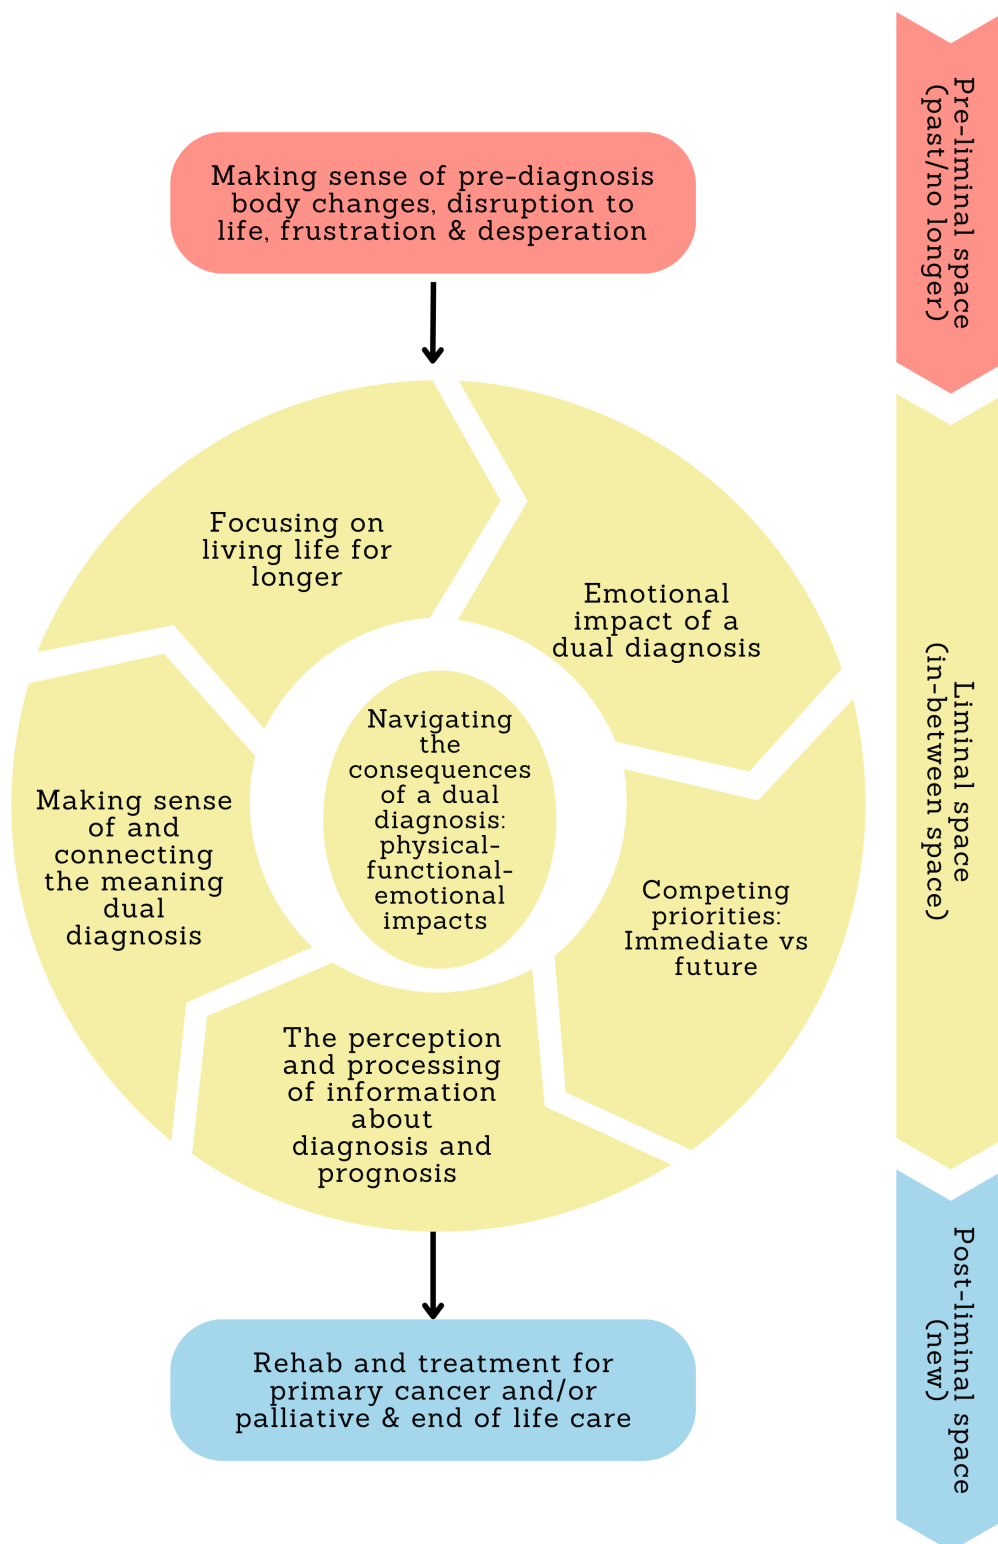 Making sense of pre-diagnosis
body changes, disruption to
life, frustration & desperation
Focusing on
living life for
longer
Emotional
impact of a
dual diagnosis
Navigating
the
consequences
of a dual
diagnosis:
physical-
functional-
emotional
impacts
Making sense
of and
connecting
the meaning
dual
diagnosis
Competing
priorities:
Immediate vs
future
The perception
and processing
of information
about
diagnosis and
prognosis
Rehab and treatment for
primary cancer and/or
palliative & end of life care
Pre-liminal space
(past/no longer)
Liminal space
(in-between space)
Post-liminal space
(new)